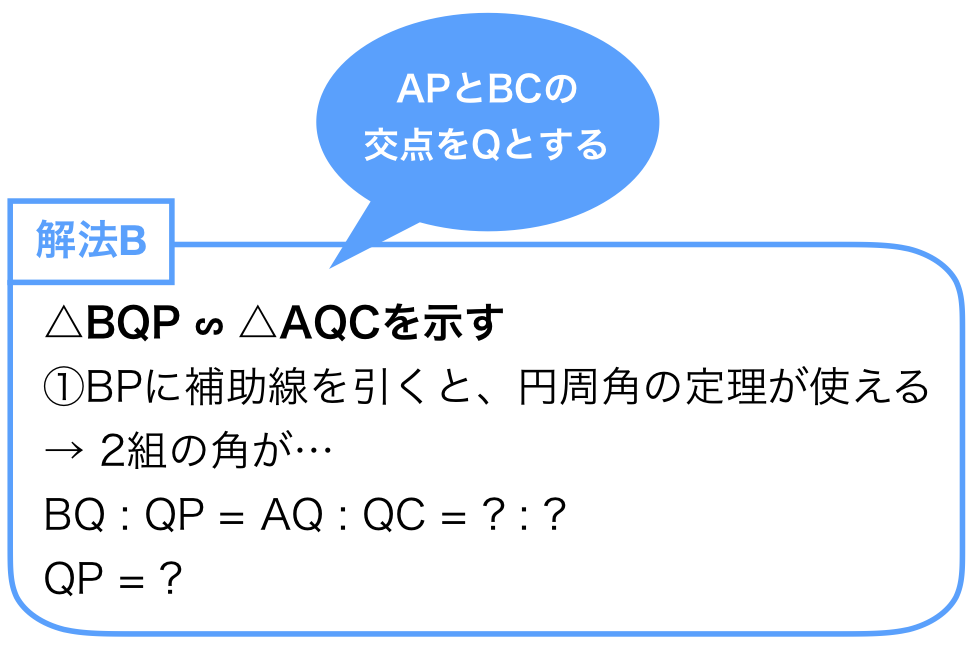 APとBCの
交点をQとする
解法B
△BQP ∽ △AQCを示す
①BPに補助線を引くと、円周角の定理が使える
→ 2組の角が…
BQ : QP = AQ : QC = ? : ?
QP = ?